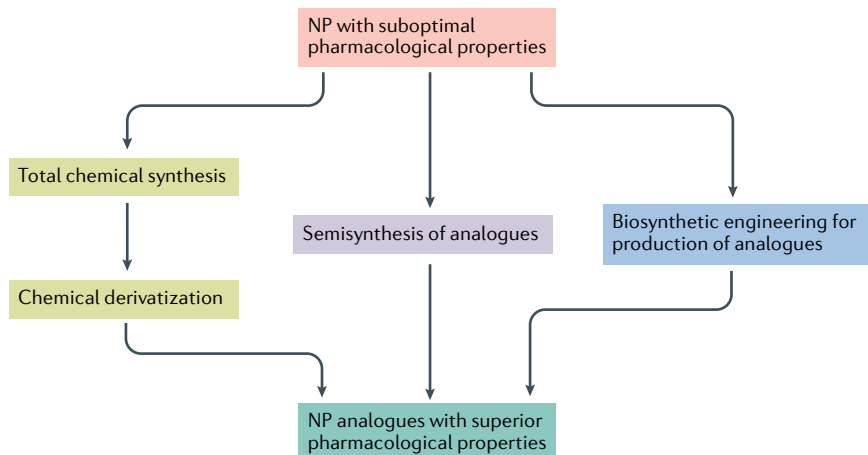 NP with suboptimal
pharmacological properties
Total chemical synthesis
Semisynthesis of analogues
Biosynthetic engineering for
production of analogues
Chemical derivatization
NP analogues with superior
pharmacological properties